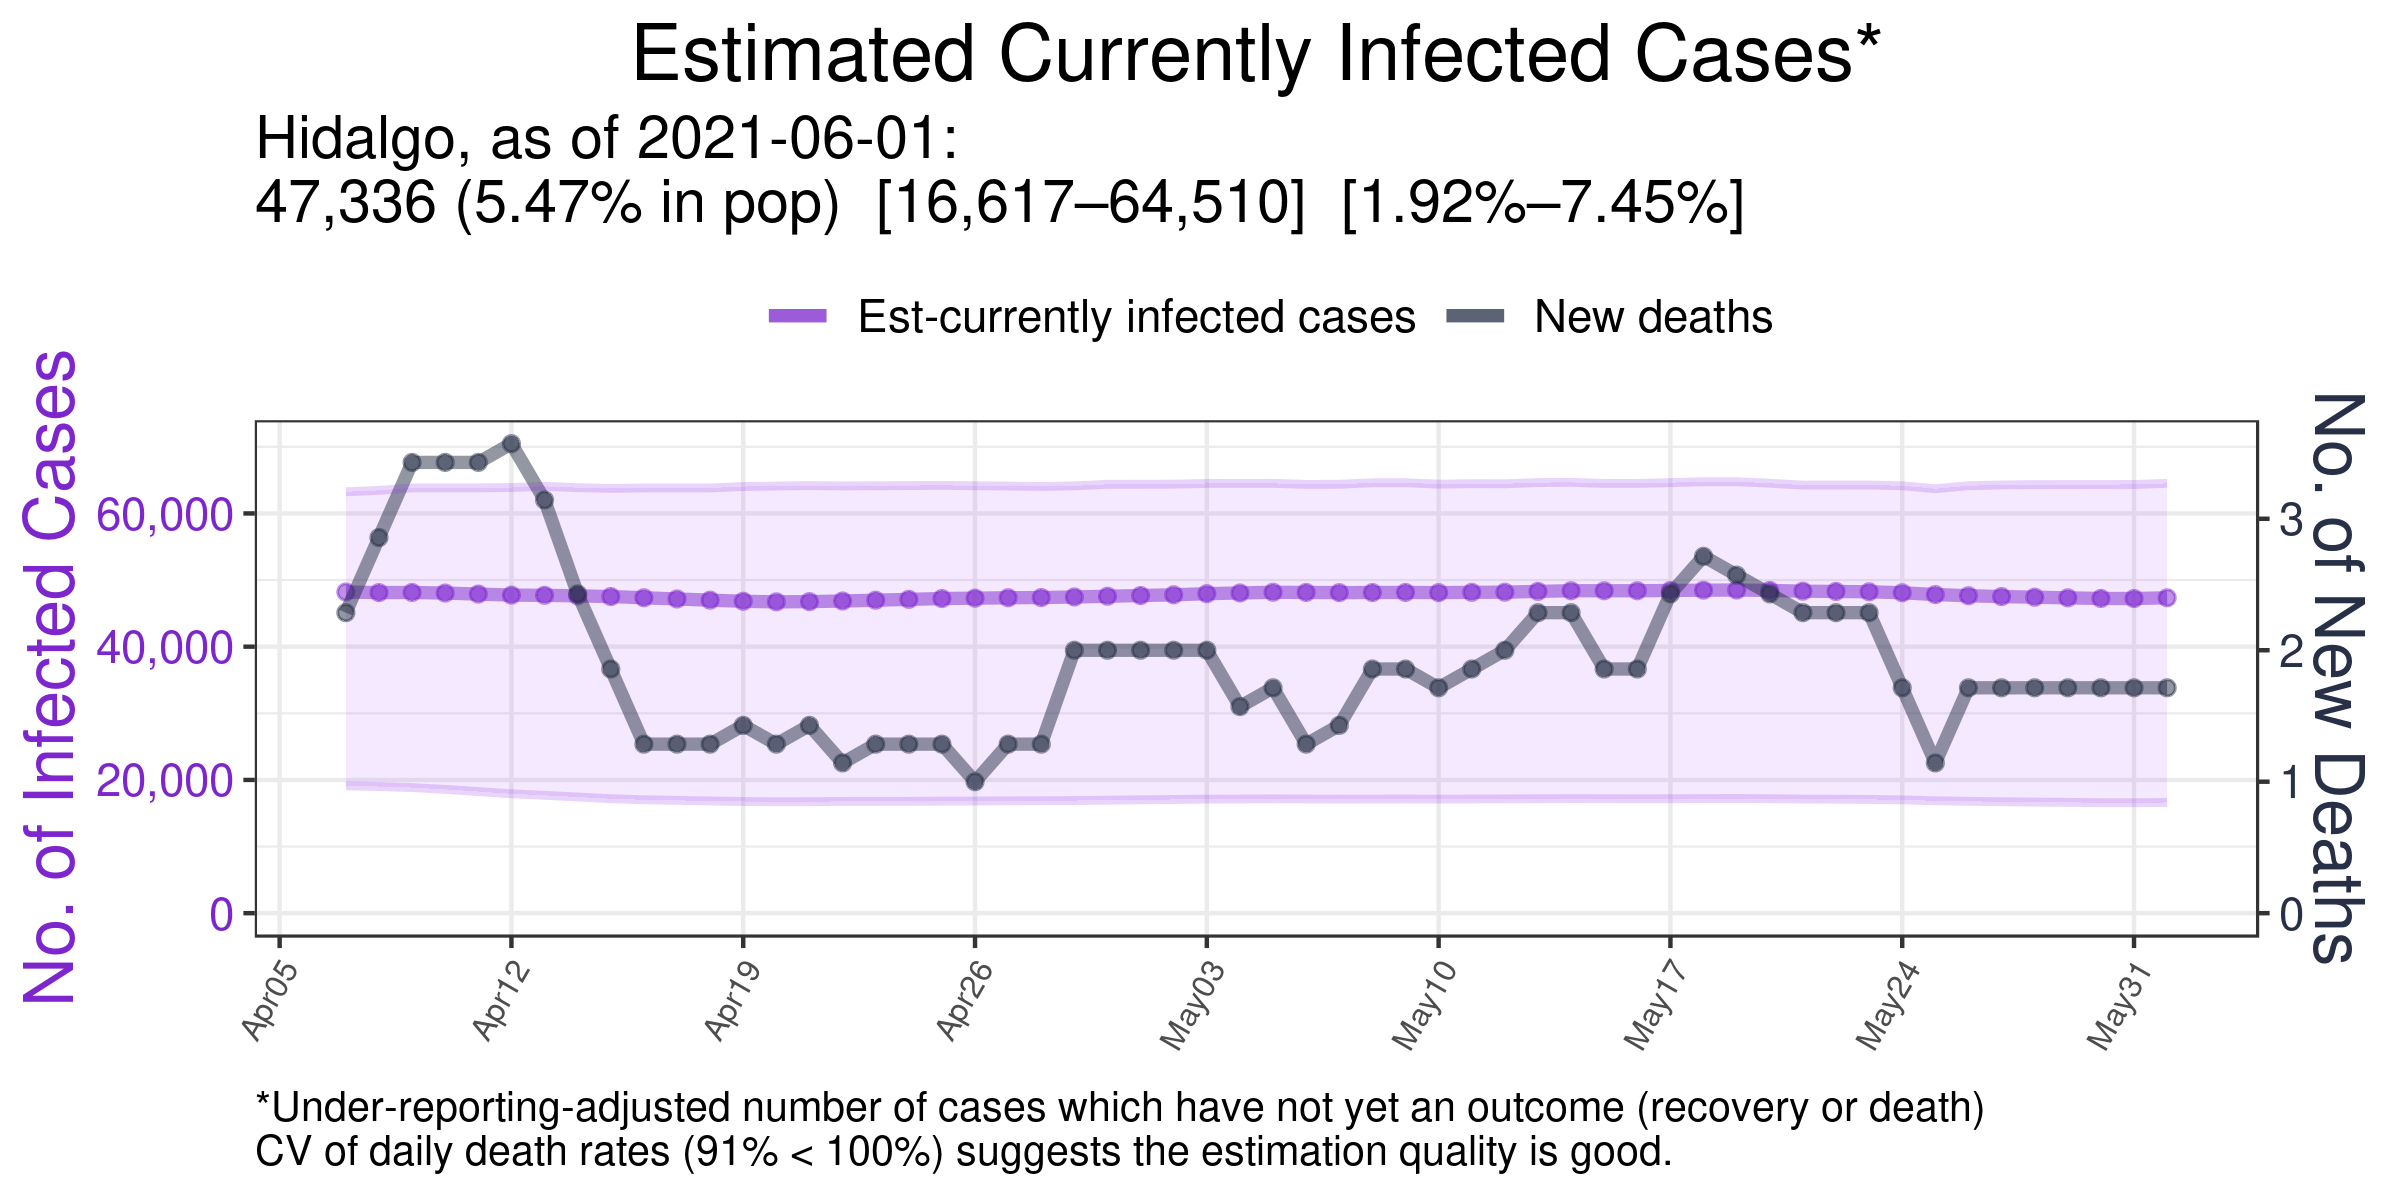 Estimated Currently Infected Cases*
Hidalgo, as of 2021-06-01:
47,336 (5.47% in pop)  [16,617–64,510]  [1.92%–7.45%]
Est-currently infected cases
New deaths
No. of Infected Cases
60,000
40,000
20,000
0
3
2
1
0
No. of New Deaths
Apr05
Apr12
Apr19
Apr26
May03
May10
May17
May24
May31
*Under-reporting-adjusted number of cases which have not yet an outcome (recovery or death)
CV of daily death rates (91% < 100%) suggests the estimation quality is good.